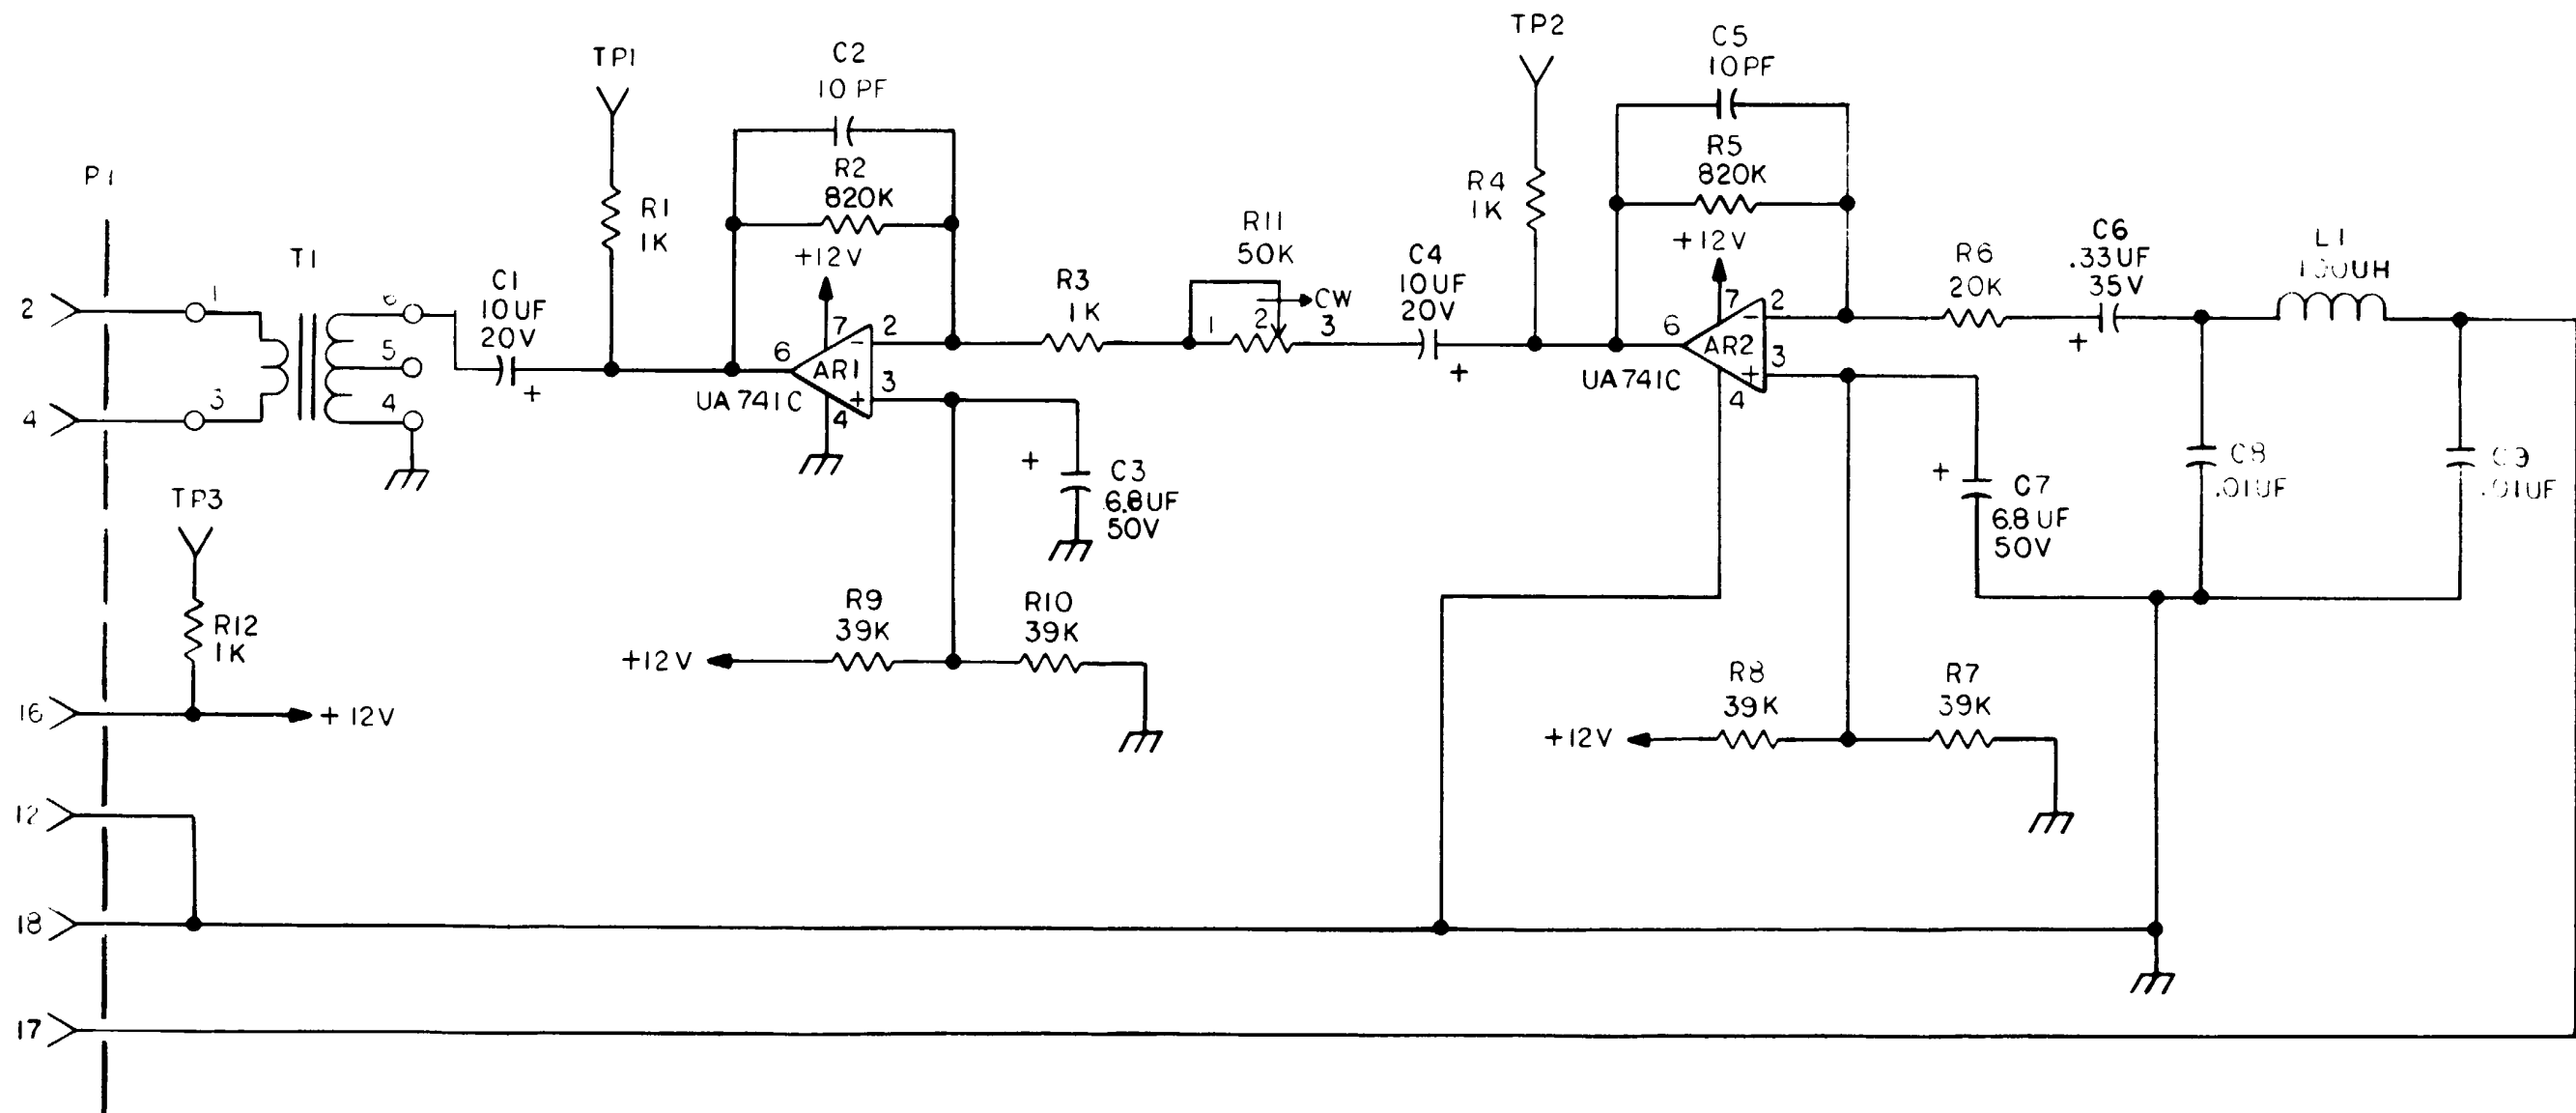 TP2
C5
10PF
TP1
C2
10 PF
P1
R2
820K
R5
820K
R4
1K
R1
1K
R11
50K
+12V
+12V
T1
C1
10UF
20V
R3
1K
C4
10UF
20V
R6
20K
C6
.33UF
35V
L1
2
1
5
4
3
4
+
6
7
2
-
AR1
3
+
4
UA741C
1
2
CW
3
+
6
7
2
-
AR2
3
+
4
UA741C
+
TP3
+
C3
6.8UF
50V
+
C7
6.8UF
50V
C8
.01UF
C9
.01UF
R12
1K
R9
39K
R10
39K
+12V
R8
39K
R7
39K
+12V
16
+12V
12
18
17